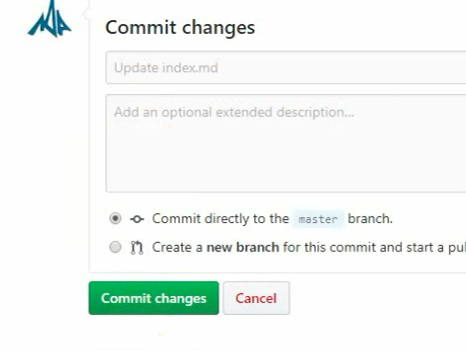 Commit changes
Update index.md
Add an optional extended description...
Commit directly to the master branch.
Create a new branch for this commit and start a pul
Commit changes
Cancel